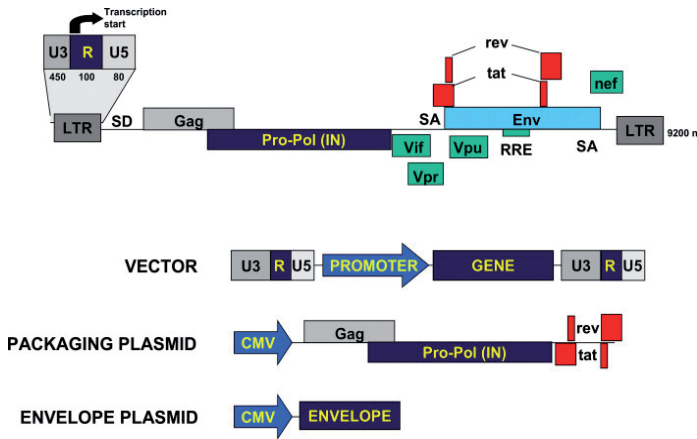 Transcription
start
U3 R U5
450 100 80
rev
tat
nef
LTR SD Gag SA Env LTR
Pro-Pol (IN)
9200 n
Vif Vpu RRE SA
Vpr
VECTOR U3 R U5 PROMOTER GENE U3 R U5
PACKAGING PLASMID CMV Gag rev
Pro-Pol (IN) tat
ENVELOPE PLASMID CMV ENVELOPE